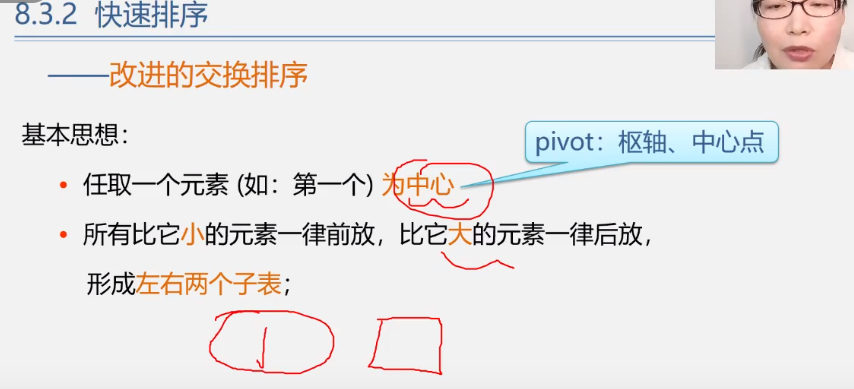 8.3.2 快速排序
——改进的交换排序
基本思想：
pivot：枢轴、中心点
• 任取一个元素 (如：第一个) 为中心
• 所有比它小的元素一律前放，比它大的元素一律后放，
形成左右两个子表；